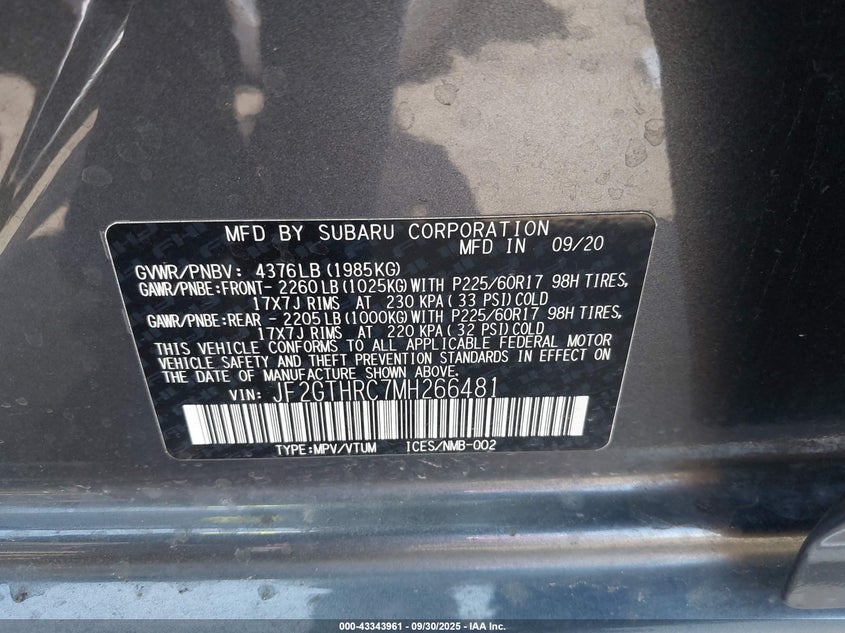 MFD BY SUBARU CORPORATION
MFD IN 09/20
GVWR/PNBV: 4376LB(1985KG)
GAWR/PNBE:FRONT- 2260LB(1025KG)WITH P225/60R17 98H TIRES,
17X7J RIMS AT 230 KPA( 33 PSI)COLD
GAWR/PNBE:REAR - 2205LB(1000KG)WITH P225/60R17 98H TIRES,
17X7J RIMS AT 220 KPA( 32 PSI)COLD
THIS VEHICLE CONFORMS TO ALL APPLICABLE FEDERAL MOTOR
VEHICLE SAFETY AND THEFT PREVENTION STANDARDS IN EFFECT
ON THE DATE OF MANUFACTURE SHOWN ABOVE.
VIN: JF2GTHRC7MH266481
TYPE:MPV/VTUM ICES/NMB-002
000-43343961 - 09/30/2025 - IAA Inc.